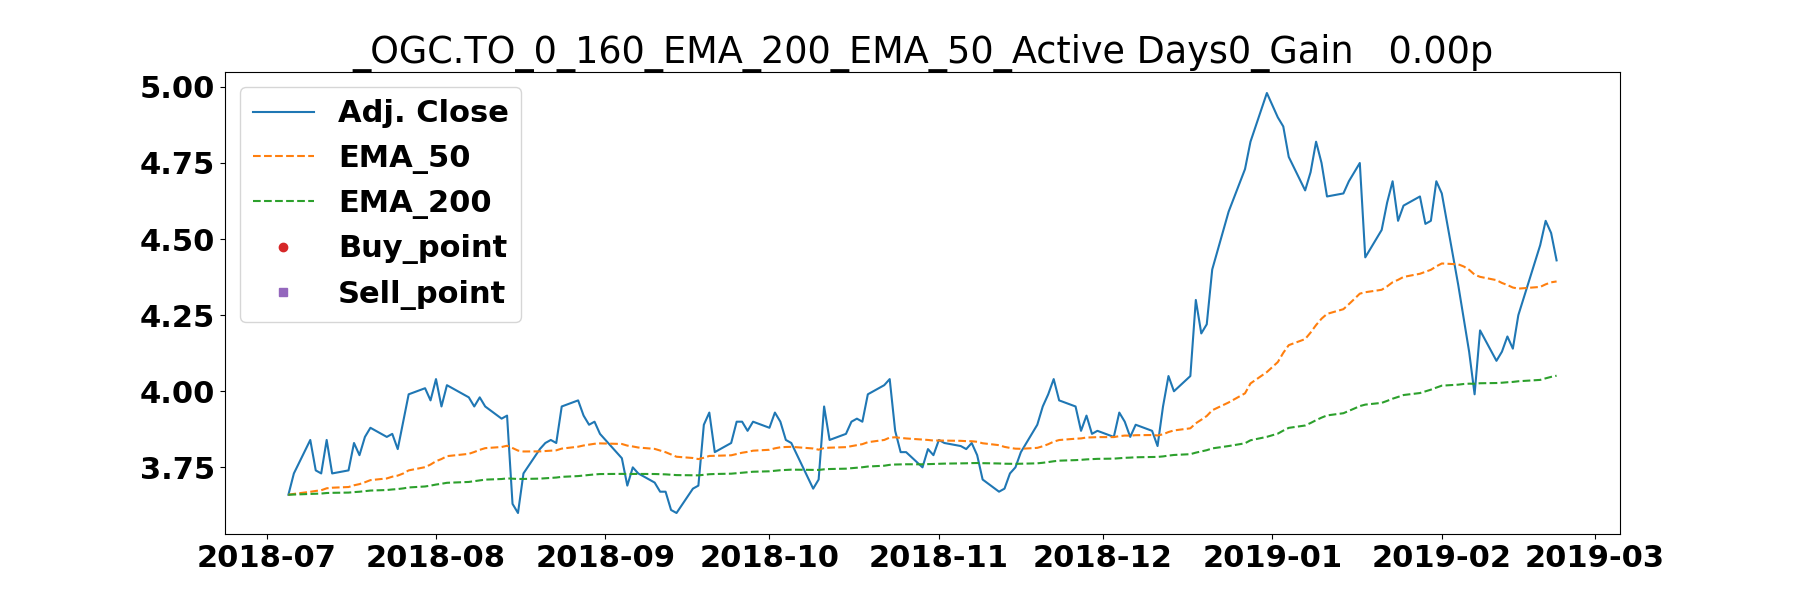 _OGC.TO_0_160_EMA_200_EMA_50_Active Days0_Gain   0.00p
5.00
4.75
4.50
4.25
4.00
3.75
Adj. Close
EMA_50
EMA_200
Buy_point
Sell_point
2018-07 2018-08 2018-09 2018-10 2018-11 2018-12 2019-01 2019-02 2019-03